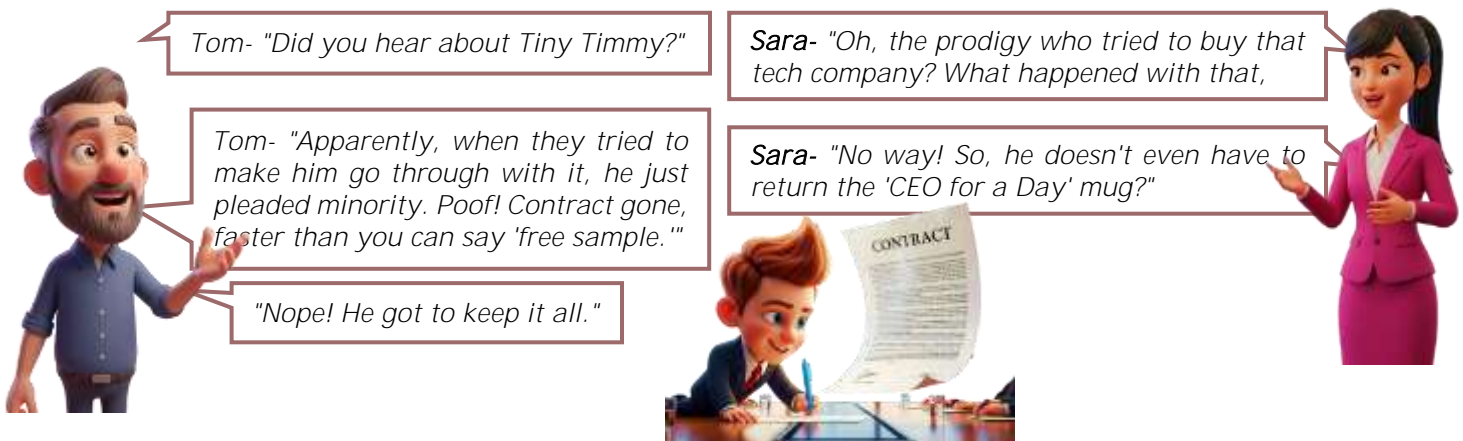 Tom- "Did you hear about Tiny Timmy?"
Sara- "Oh, the prodigy who tried to buy that
tech company? What happened with that,
Tom- "Apparently, when they tried to
make him go through with it, he just
pleaded minority. Poof! Contract gone,
faster than you can say 'free sample.'"
Sara- "No way! So, he doesn't even have to
return the 'CEO for a Day' mug?"
"Nope! He got to keep it all."
CONTRACT